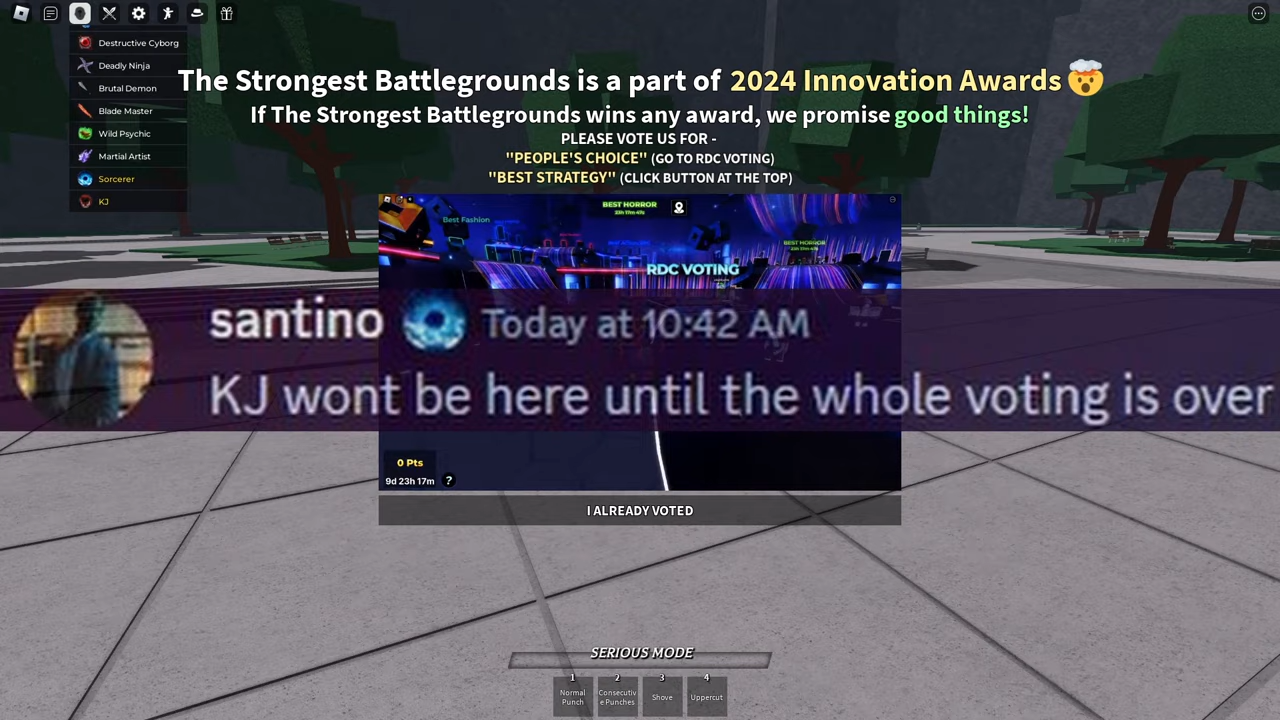 Destructive Cyborg
Deadly Ninja
Brutal Demon
Blade Master
Wild Psychic
Martial Artist
Sorcerer
KJ
The Strongest Battlegrounds is a part of 2024 Innovation Awards🤯
If The Strongest Battlegrounds wins any award, we promise good things!
PLEASE VOTE US FOR -
"PEOPLE'S CHOICE" (GO TO RDC VOTING)
"BEST STRATEGY" (CLICK BUTTON AT THE TOP)
BEST HORROR
23h 17m 47s
Best Fashion
BEST HORROR
RDC VOTING
santino Today at 10:42 AM
KJ wont be here until the whole voting is over
0 Pts
9d 23h 17m ?
I ALREADY VOTED
SERIOUS MODE
1 2 3 4
Normal Punch
Consecutive Punches
Shove
Uppercut